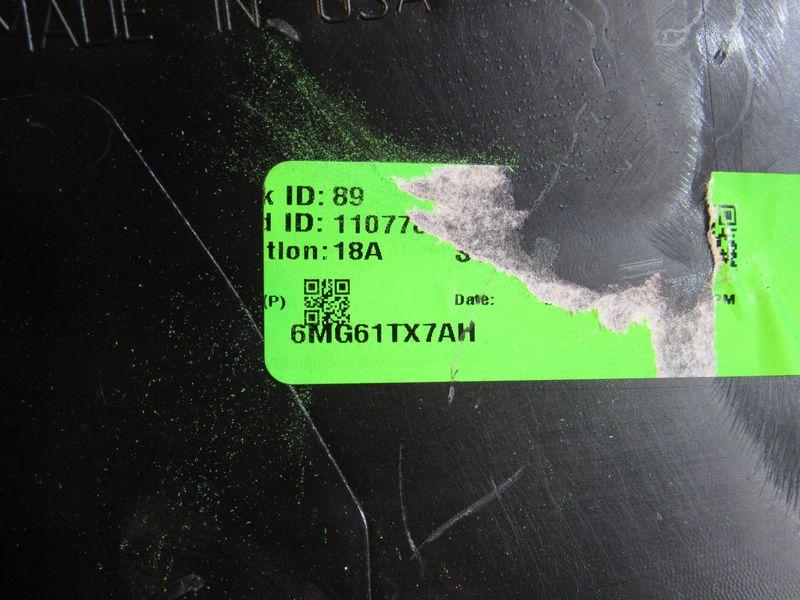 MADE IN USA
k ID: 89
d ID: 11077
tion: 18A
(P)
Date:
PM
6MG61TX7AH